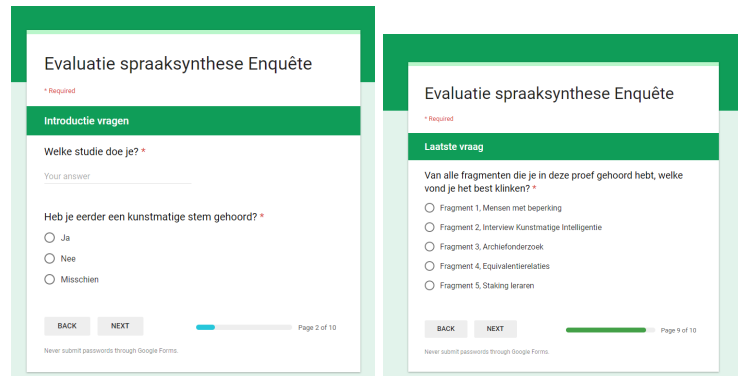 Evaluatie spraaksynthese Enquête
* Required
Introductie vragen
Welke studie doe je? *
Your answer
Heb je eerder een kunstmatige stem gehoord? *
Ja
Nee
Misschien
BACK NEXT Page 2 of 10
Never submit passwords through Google Forms.
Evaluatie spraaksynthese Enquête
* Required
Laatste vraag
Van alle fragmenten die je in deze proef gehoord hebt, welke
vond je het best klinken? *
Fragment 1, Mensen met beperking
Fragment 2, Interview Kunstmatige Intelligentie
Fragment 3, Archiefonderzoek
Fragment 4, Equivalentierelaties
Fragment 5, Staking leraren
BACK NEXT Page 9 of 10
Never submit passwords through Google Forms.